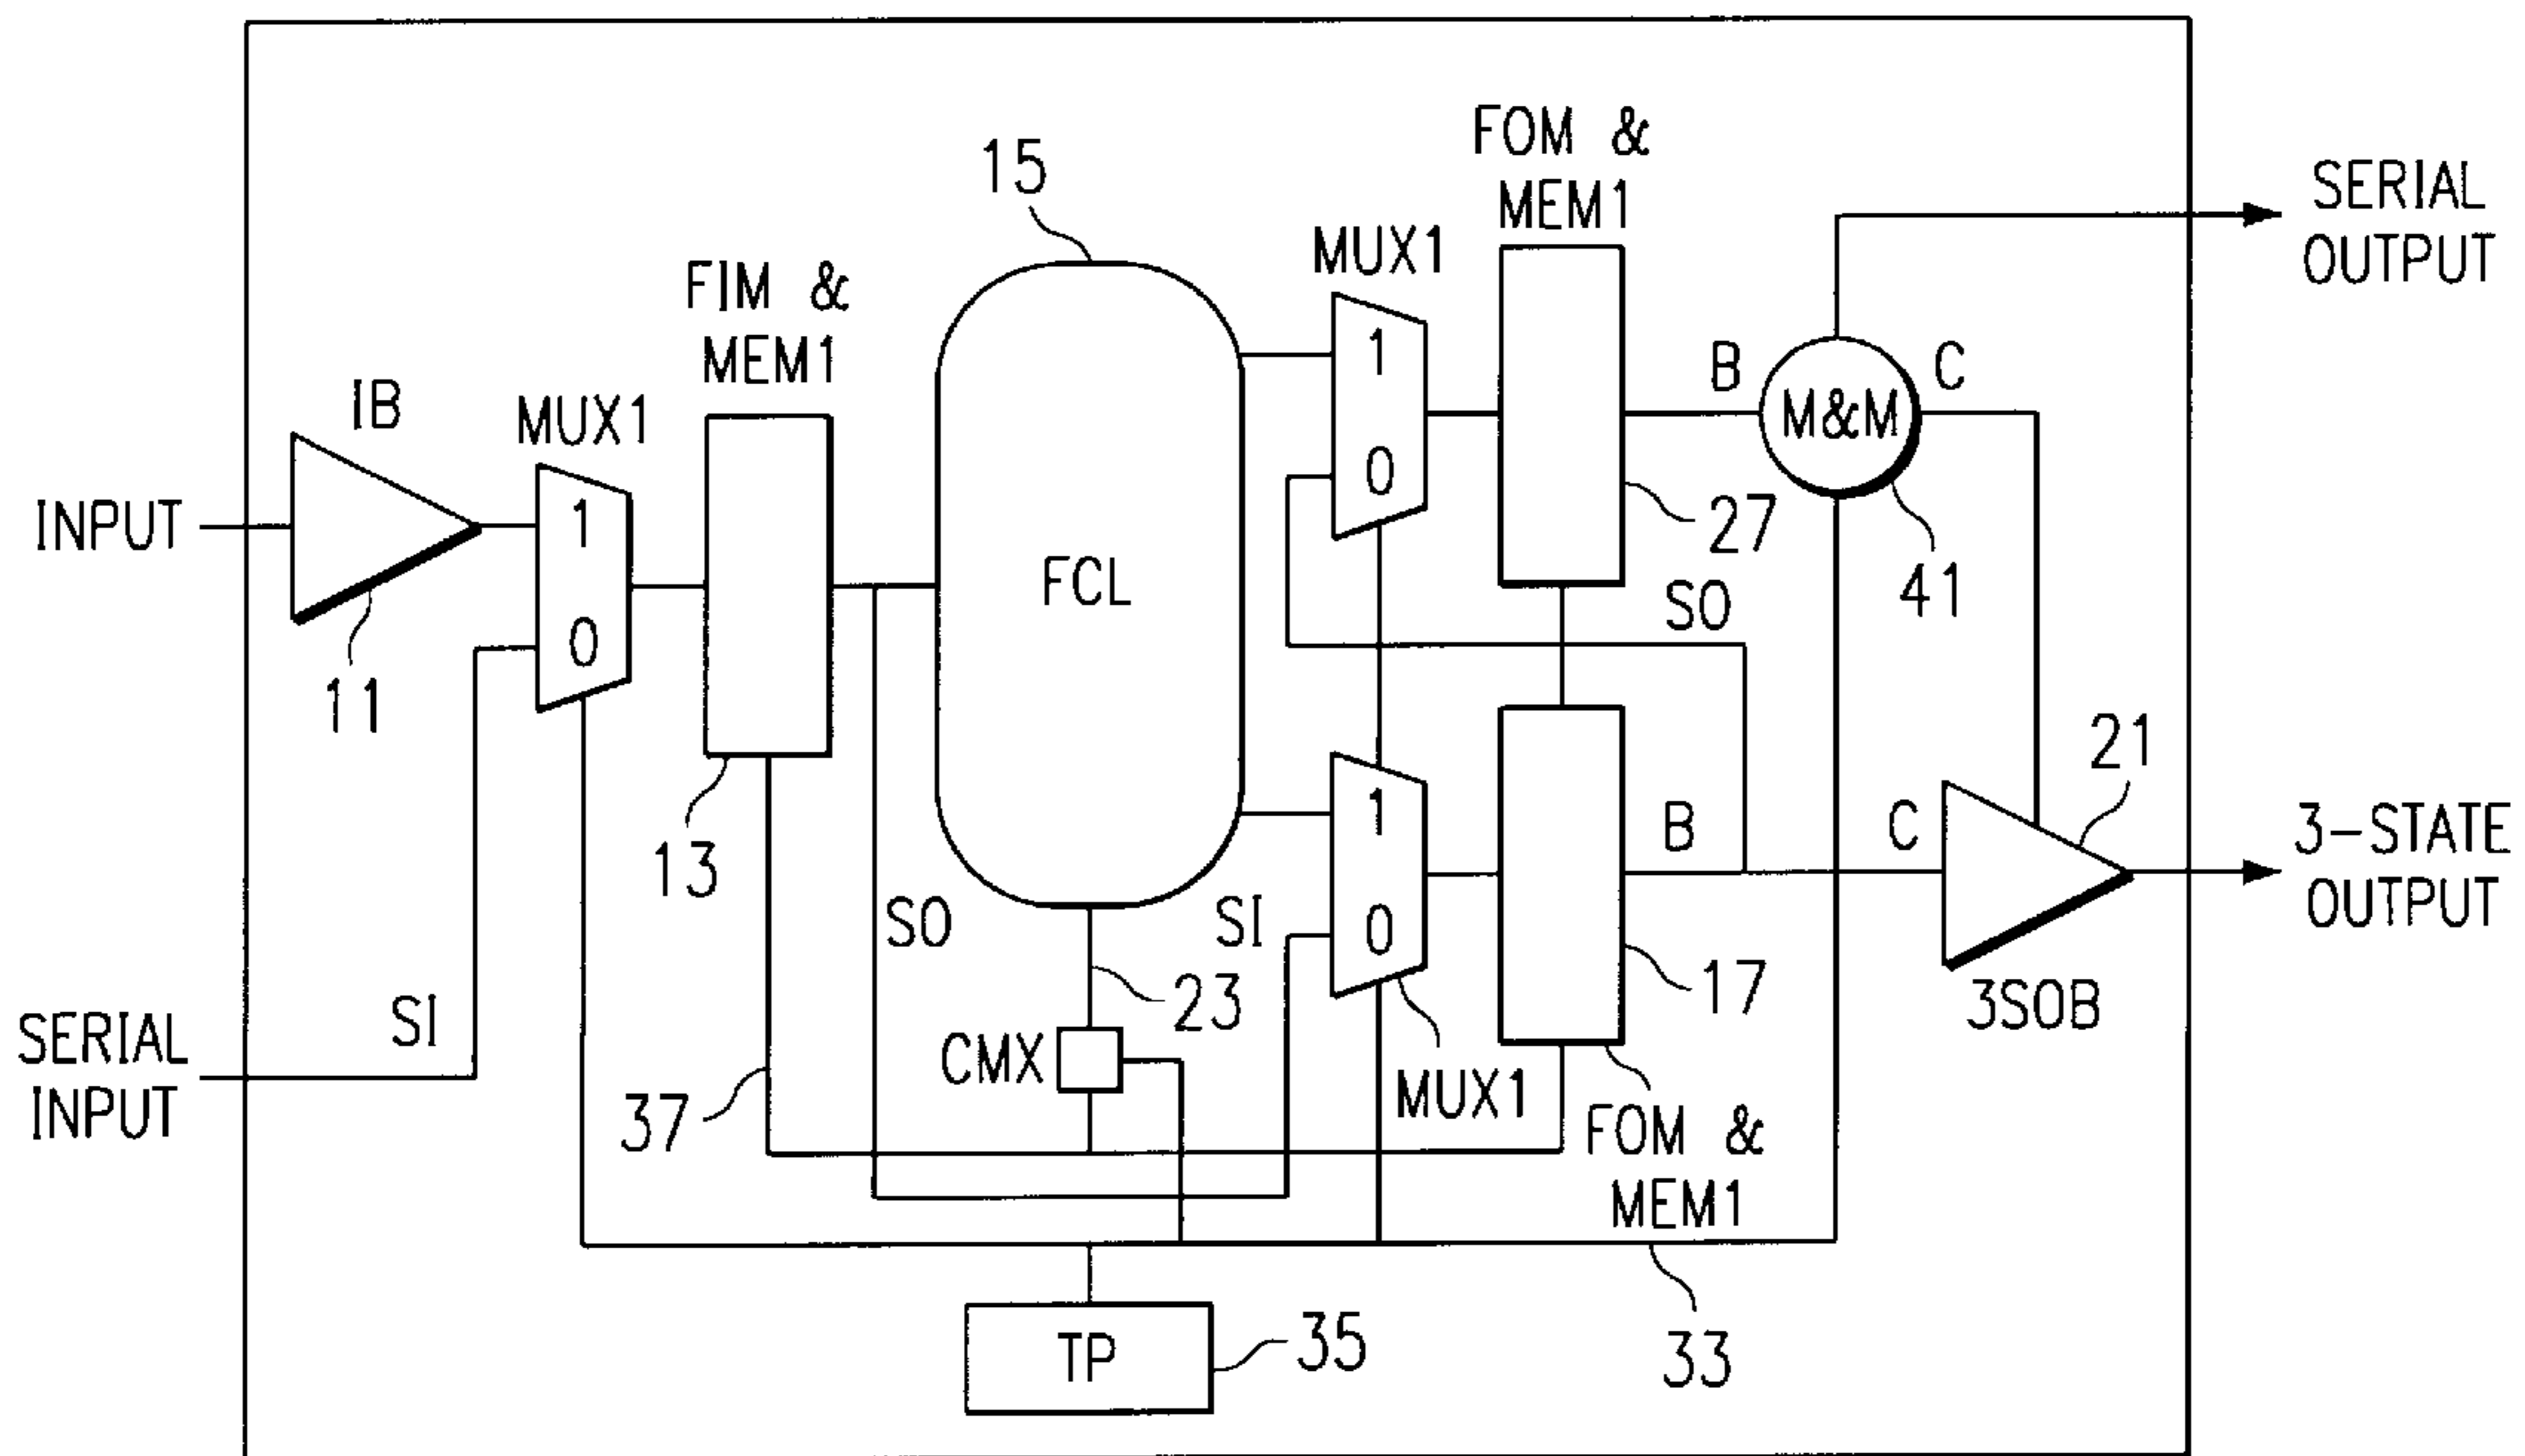 FOM &
MEM1
15
SERIAL
OUTPUT
MUX1
FIM &
MEM1
1
B
C
M&M
IB
MUX1
0
27
1
INPUT
FCL
41
SO
0
11
21
1
B
C
3-STATE
OUTPUT
13
SO
SI
0
17
23
3SOB
SI
SERIAL
INPUT
CMX
37
MUX1
FOM &
MEM1
TP
35
33